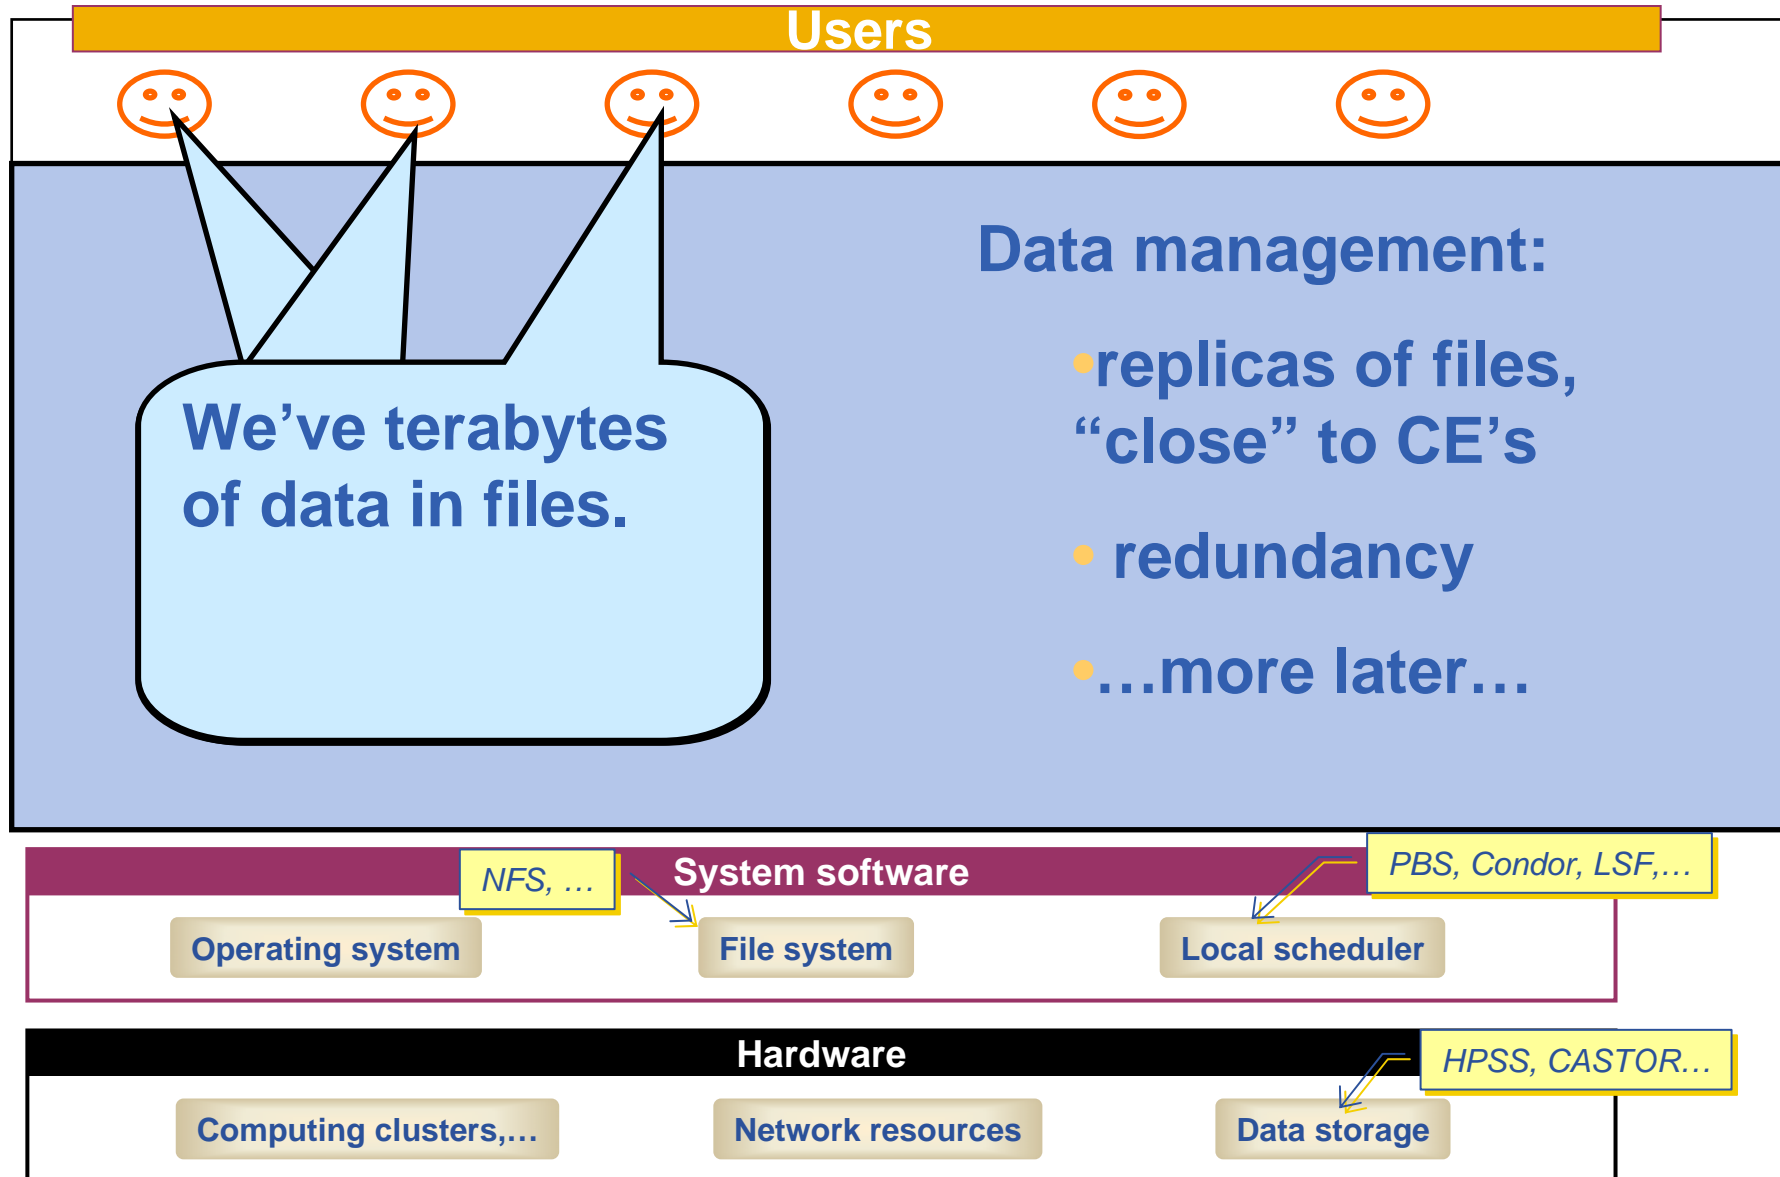 Users
We’ve terabytes
of data in files.
Data management:
•replicas of files,
“close” to CE’s
• redundancy
•…more later…
System software
NFS, …
PBS, Condor, LSF,…
Operating system
File system
Local scheduler
Hardware
HPSS, CASTOR…
Computing clusters,…
Network resources
Data storage